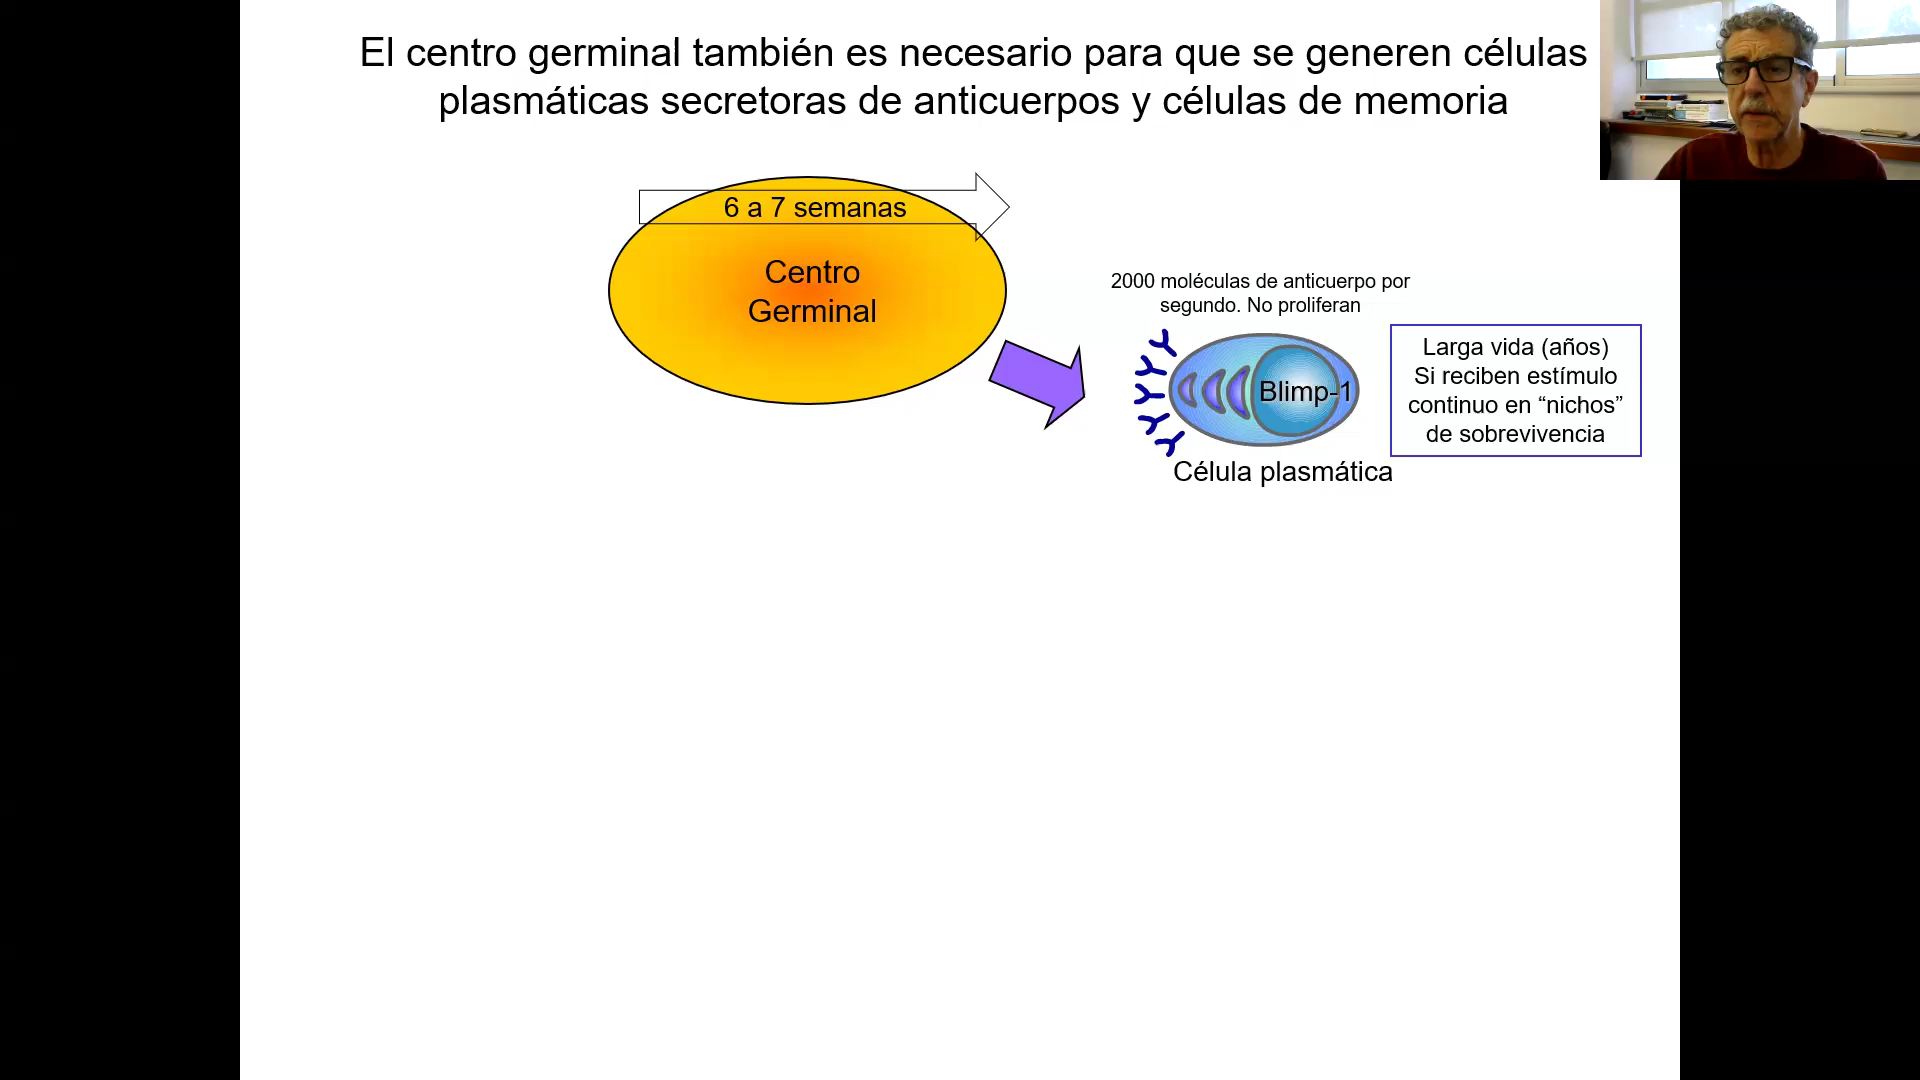 El centro germinal también es necesario para que se generen células
plasmáticas secretoras de anticuerpos y células de memoria
6 a 7 semanas
Centro
Germinal
2000 moléculas de anticuerpo por
segundo. No proliferan
Blimp-1
Célula plasmática
Larga vida (años)
Si reciben estímulo
continuo en “nichos”
de sobrevivencia